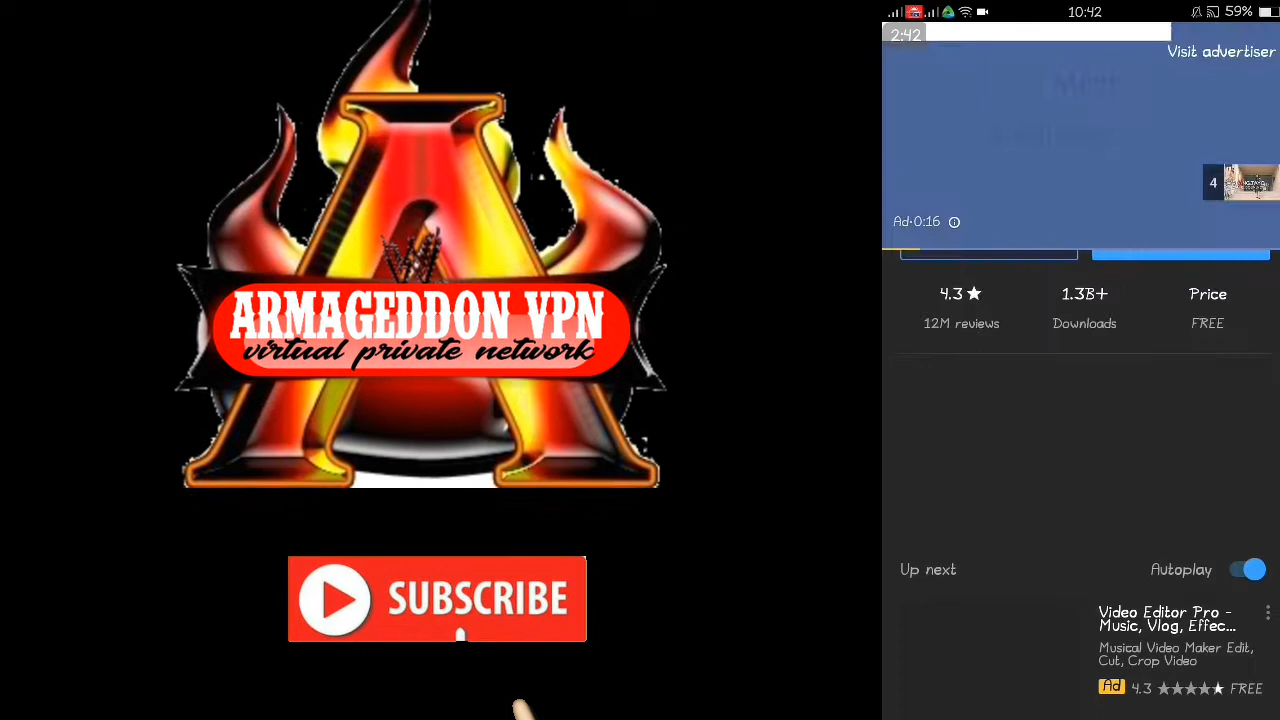 ARMAGEDDON VPN
virtual private network
SUBSCRIBE
10:42
59%
2:42
Visit advertiser
4
Ad·0:16
4.3★
1.3B+
Price
12M reviews
Downloads
FREE
Up next
Autoplay
Video Editor Pro -
Music, Vlog, Effec...
Musical Video Maker Edit,
Cut, Crop Video
Ad 4.3 ★★★★★ FREE